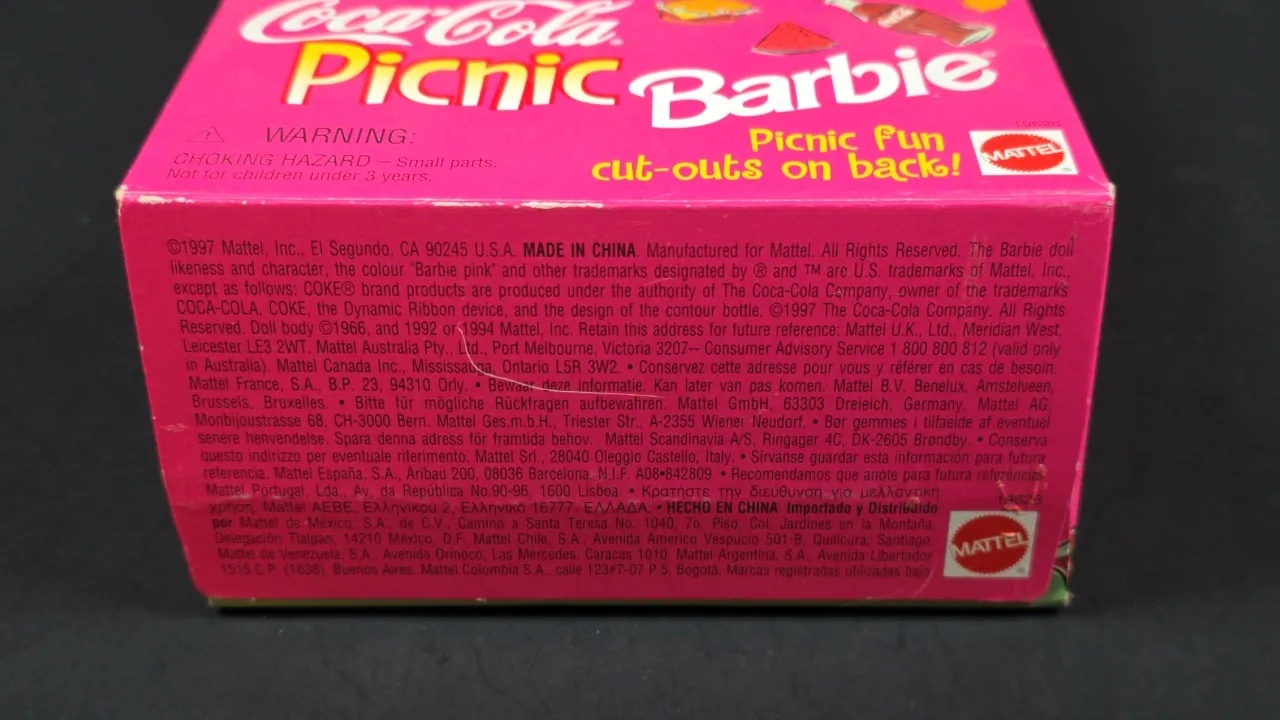 Coca-Cola
Picnic Barbie
WARNING:
CHOKING HAZARD – Small parts.
Not for children under 3 years.
Picnic fun
cut-outs on back!
19626
MATTEL
©1997 Mattel, Inc., El Segundo, CA 90245 U.S.A. MADE IN CHINA. Manufactured for Mattel. All Rights Reserved. The Barbie doll
likeness and character, the colour "Barbie pink" and other trademarks designated by ® and ™ are U.S. trademarks of Mattel, Inc.,
except as follows: COKE® brand products are produced under the authority of The Coca-Cola Company, owner of the trademarks
COCA-COLA, COKE, the Dynamic Ribbon device, and the design of the contour bottle. ©1997 The Coca-Cola Company. All Rights
Reserved. Doll body ©1966, and 1992 or 1994 Mattel, Inc. Retain this address for future reference: Mattel U.K., Ltd., Meridian West,
Leicester LE3 2WT. Mattel Australia Pty., Ltd., Port Melbourne, Victoria 3207-- Consumer Advisory Service 1 800 800 812 (valid only
in Australia). Mattel Canada Inc., Mississauga, Ontario L5R 3W2. • Conservez cette adresse pour vous y référer en cas de besoin.
Mattel France, S.A., B.P. 23, 94310 Orly. • Bewaar deze informatie. Kan later van pas komen. Mattel B.V. Benelux, Amstelveen,
Brussels, Bruxelles. • Bitte für mögliche Rückfragen aufbewahren. Mattel GmbH, 63303 Dreieich, Germany. Mattel AG,
Monbijoustrasse 68, CH-3000 Bern. Mattel Ges.m.b.H., Triester Str., A-2355 Wiener Neudorf. • Bør gemmes i tilfælde af eventuel
senere henvendelse. Spara denna adress för framtida behov. Mattel Scandinavia A/S, Ringager 4C, DK-2605 Brøndby. • Conserva
questo indirizzo per eventuale riferimento. Mattel Srl., 28040 Oleggio Castello, Italy. • Sírvanse guardar esta información para futura
referencia. Mattel España, S.A., Aribau 200, 08036 Barcelona. N.I.F. A08•842809. • Recomendamos que anote para futura referência,
Mattel Portugal, Lda., Av. da República No.90-96, 1600 Lisboa. • Κρατήστε την διεύθυνση για μελλοντική
χρήση, Mattel AEBE, Ελληνικού 2, Ελληνικό 16777, ΕΛΛΑΔΑ. • HECHO EN CHINA. Importado y Distribuido
por Mattel de México, S.A. de C.V., Camino a Santa Teresa No. 1040, 7o. Piso, Col. Jardines en la Montaña,
Delegación Tlalpan, 14210 México, D.F. Mattel Chile, S.A., Avenida Americo Vespucio 501-B, Quilicura, Santiago.
Mattel de Venezuela, S.A., Avenida Orinoco, Las Mercedes, Caracas 1010. Mattel Argentina, S.A., Avenida Libertador
1515 C.P. (1638), Buenos Aires. Mattel Colombia S.A., calle 123#7-07 P.5, Bogotá. Marcas registradas utilizadas bajo
19626
MATTEL